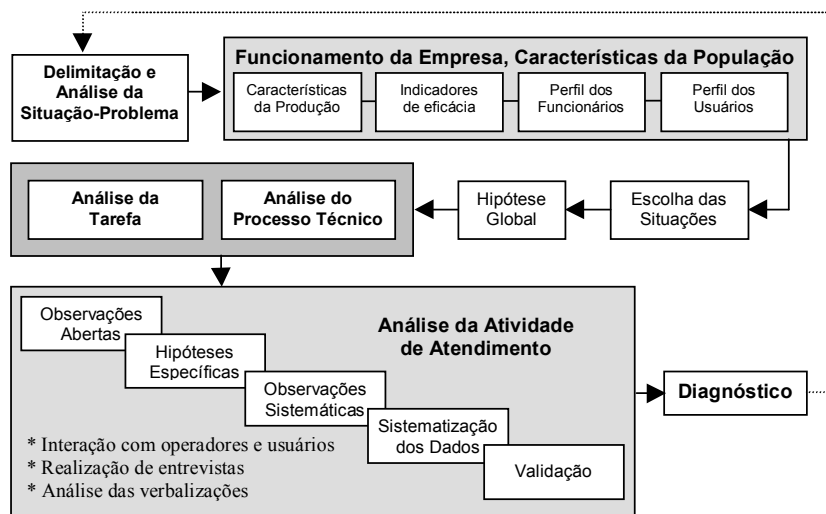 Delimitação e
Análise da
Situação-Problema
Funcionamento da Empresa, Características da População
Características
da Produção
Indicadores
de eficácia
Perfil dos
Funcionários
Perfil dos
Usuários
Análise da
Tarefa
Análise do
Processo Técnico
Hipótese
Global
Escolha das
Situações
Observações
Abertas
Hipóteses
Específicas
Observações
Sistemáticas
Sistematização
dos Dados
Validação
Análise da Atividade
de Atendimento
* Interação com operadores e usuários
* Realização de entrevistas
* Análise das verbalizações
Diagnóstico